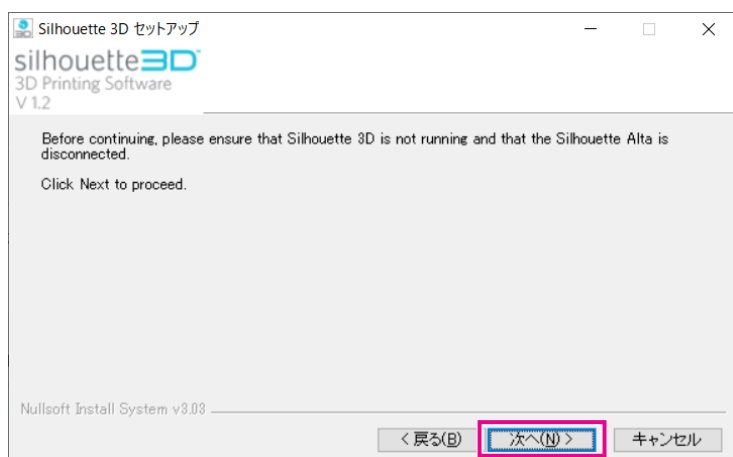 Silhouette 3D セットアップ
silhouette3D
3D Printing Software
V 1.2
Before continuing, please ensure that Silhouette 3D is not running and that the Silhouette Alta is
disconnected.
Click Next to proceed.
Nullsoft Install System v3.03
< 戻る(B) 次へ(N) > キャンセル